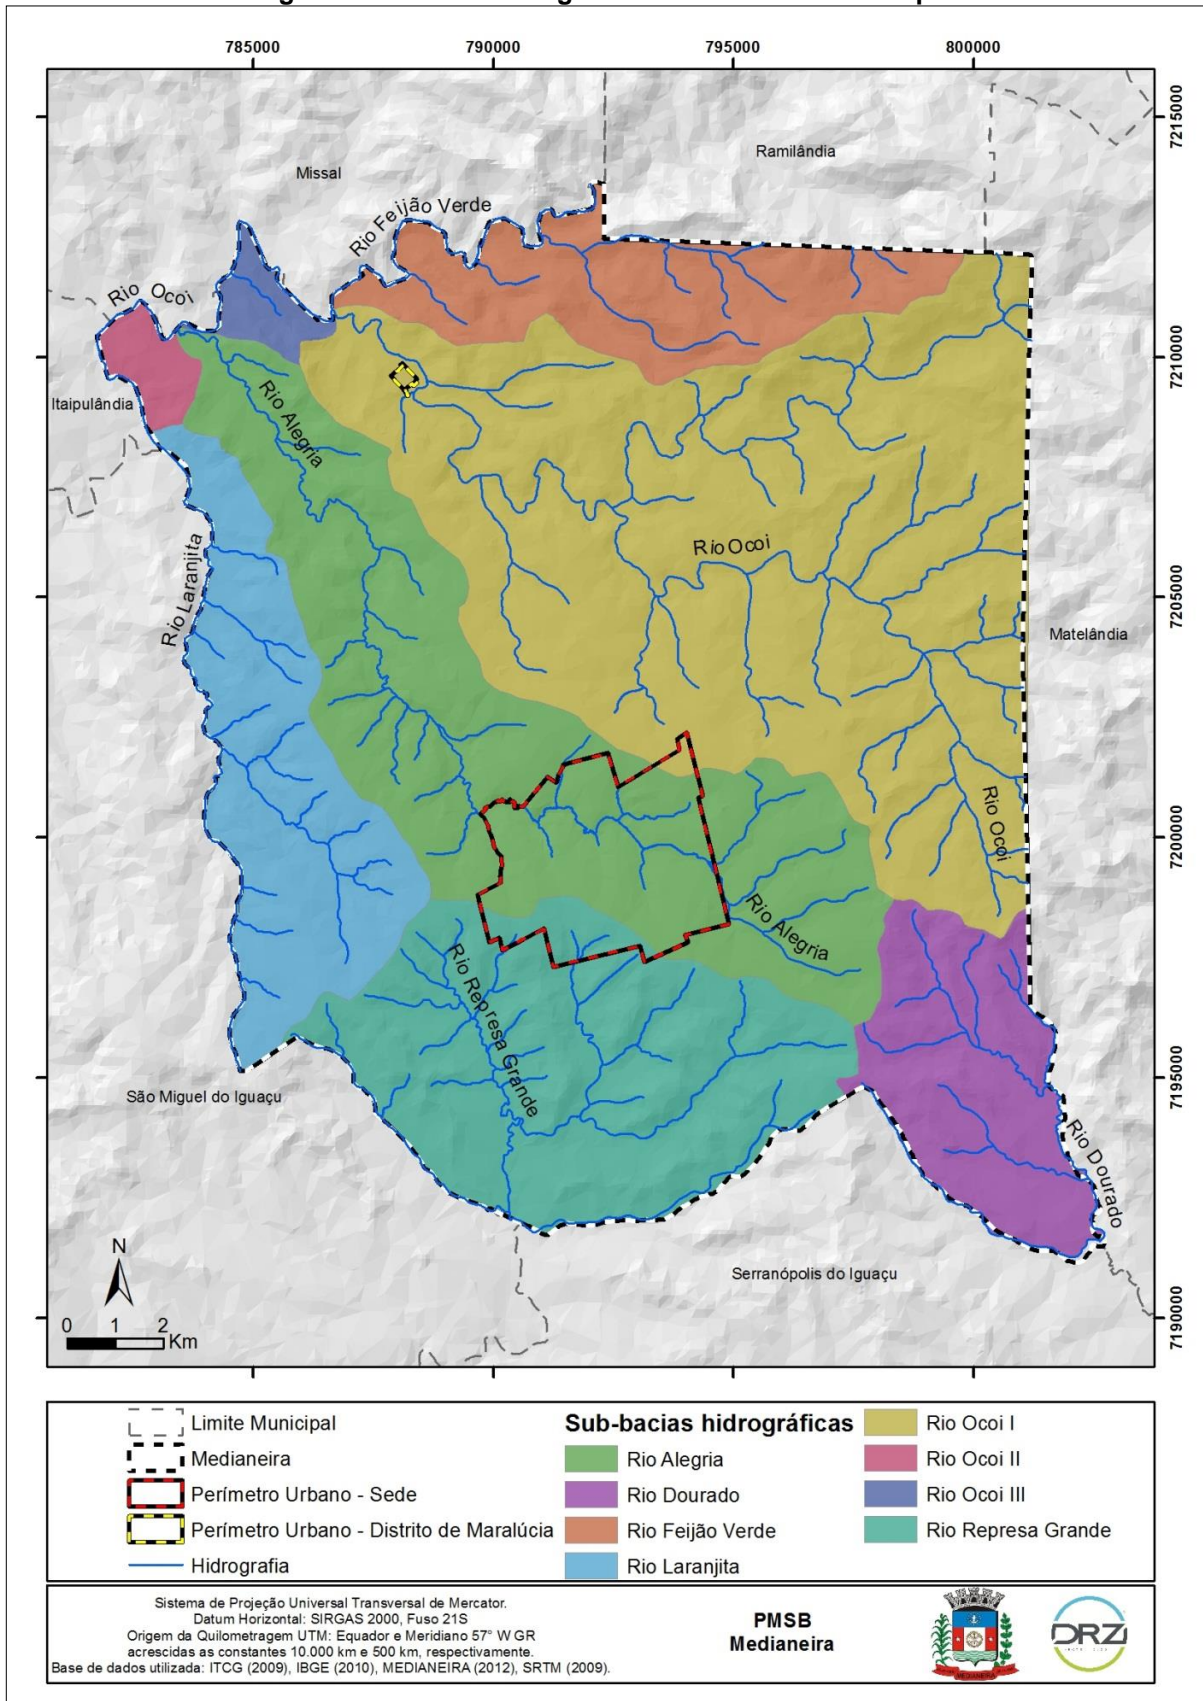 785000 790000 795000 800000
7215000
Ramilândia
Missal
Rio Feijão Verde
Rio Ocoi
7210000
Itaipulândia
Rio Alegria
Rio Laranjita
Rio Ocoi
7205000
Matelândia
Rio Ocoi
7200000
Rio Alegria
Rio Represa Grande
São Miguel do Iguaçu
7195000
Rio Dourado
Serranópolis do Iguaçu
N
0 1 2
Km
7190000
Limite Municipal
Medianeira
Perímetro Urbano - Sede
Perímetro Urbano - Distrito de Maralúcia
Hidrografia
Sub-bacias hidrográficas
Rio Alegria
Rio Dourado
Rio Feijão Verde
Rio Laranjita
Rio Ocoi I
Rio Ocoi II
Rio Ocoi III
Rio Represa Grande
Sistema de Projeção Universal Transversal de Mercator.
Datum Horizontal: SIRGAS 2000, Fuso 21S
Origem da Quilometragem UTM: Equador e Meridiano 57° W GR
acrescidas as constantes 10.000 km e 500 km, respectivamente.
Base de dados utilizada: ITCG (2009), IBGE (2010), MEDIANEIRA (2012), SRTM (2009).
PMSB
Medianeira
MEDIANEIRA
DRZ